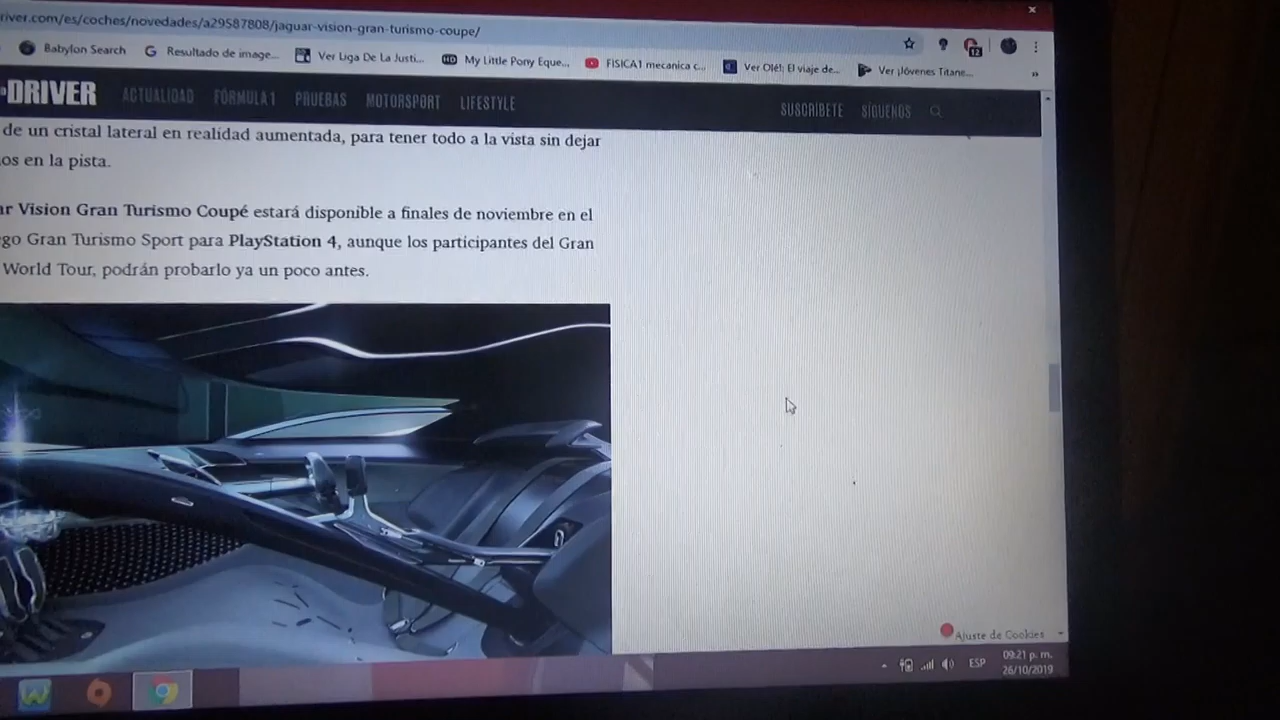 river.com/es/coches/novedades/a29587808/jaguar-vision-gran-turismo-coupe/
Babylon Search
Resultado de image...
Ver Liga De La Justi...
HD My Little Pony Eque...
FISICA1 mecanica c...
Ver Olé!: El viaje de...
Ver ¡Jóvenes Titane...
»
12
DRIVER
ACTUALIDAD
FÓRMULA 1
PRUEBAS
MOTORSPORT
LIFESTYLE
SUSCRIBETE
SÍGUENOS
de un cristal lateral en realidad aumentada, para tener todo a la vista sin dejar
os en la pista.
ar Vision Gran Turismo Coupé estará disponible a finales de noviembre en el
go Gran Turismo Sport para PlayStation 4, aunque los participantes del Gran
World Tour, podrán probarlo ya un poco antes.
Ajuste de Cookies
ESP
09:21 p. m.
26/10/2019